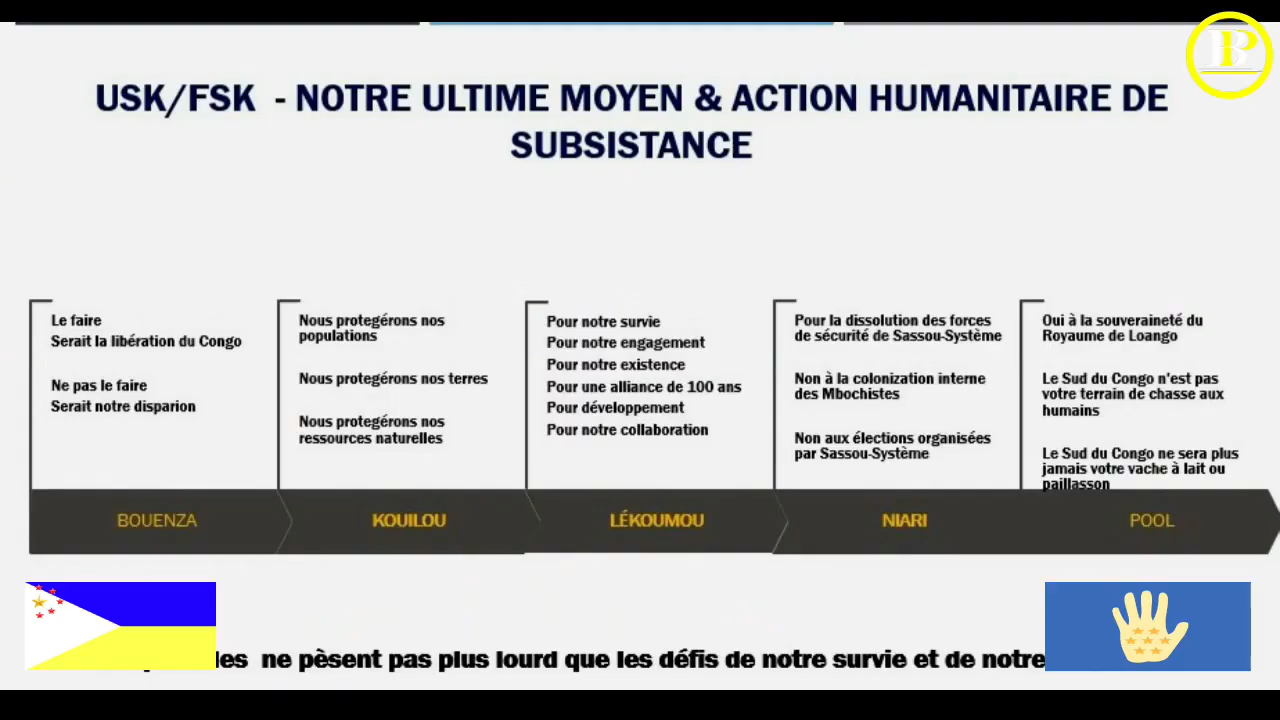 BP
USK/FSK - NOTRE ULTIME MOYEN & ACTION HUMANITAIRE DE
SUBSISTANCE
Le faire
Serait la libération du Congo
Ne pas le faire
Serait notre disparion
BOUENZA
Nous protegérons nos
populations
Nous protegérons nos terres
Nous protegérons nos
ressources naturelles
KOUILOU
Pour notre survie
Pour notre engagement
Pour notre existence
Pour une alliance de 100 ans
Pour développement
Pour notre collaboration
LÉKOUMOU
Pour la dissolution des forces
de sécurité de Sassou-Système
Non à la colonization interne
des Mbochistes
Non aux élections organisées
par Sassou-Système
NIARI
Oui à la souveraineté du
Royaume de Loango
Le Sud du Congo n'est pas
votre terrain de chasse aux
humains
Le Sud du Congo ne sera plus
jamais votre vache à lait ou
paillasson
POOL
ne pèsent pas plus lourd que les défis de notre survie et de notre